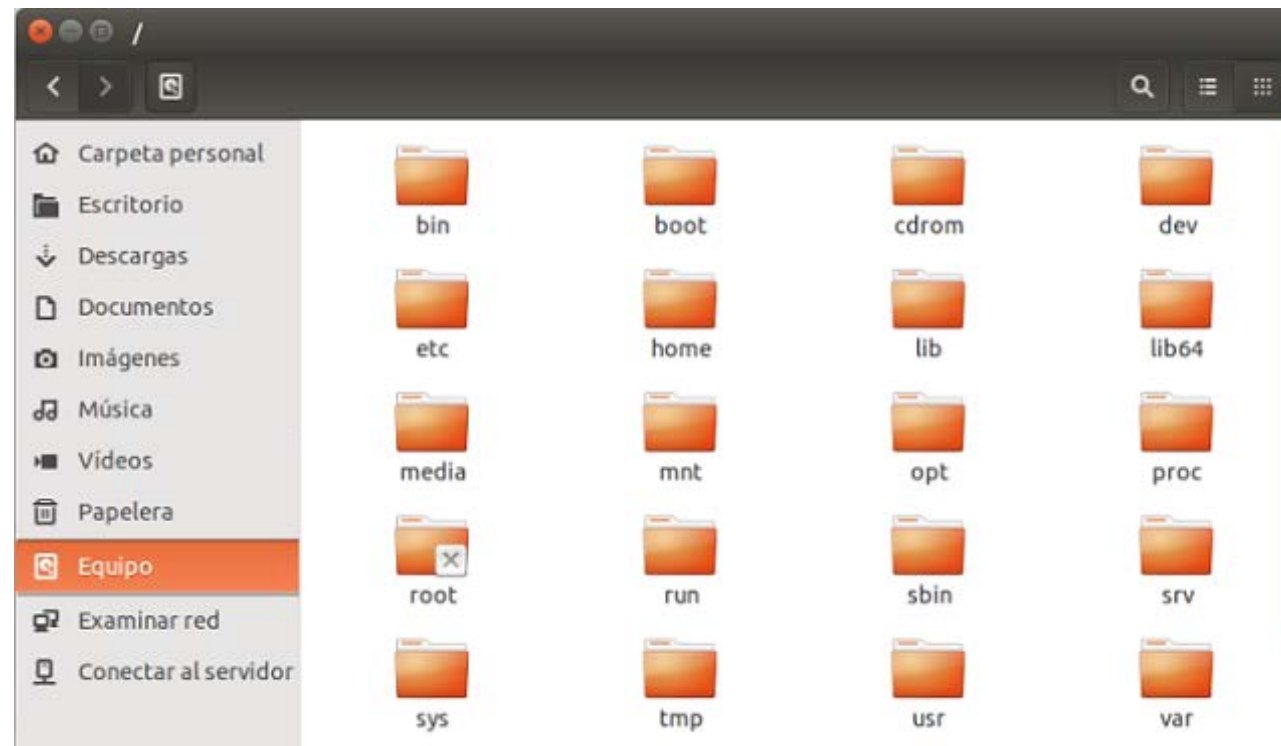 /
Carpeta personal
Escritorio
Descargas
Documentos
Imágenes
Música
Vídeos
Papelera
Equipo
Examinar red
Conectar al servidor
bin boot cdrom dev
etc home lib lib64
media mnt opt proc
root run sbin srv
sys tmp usr var